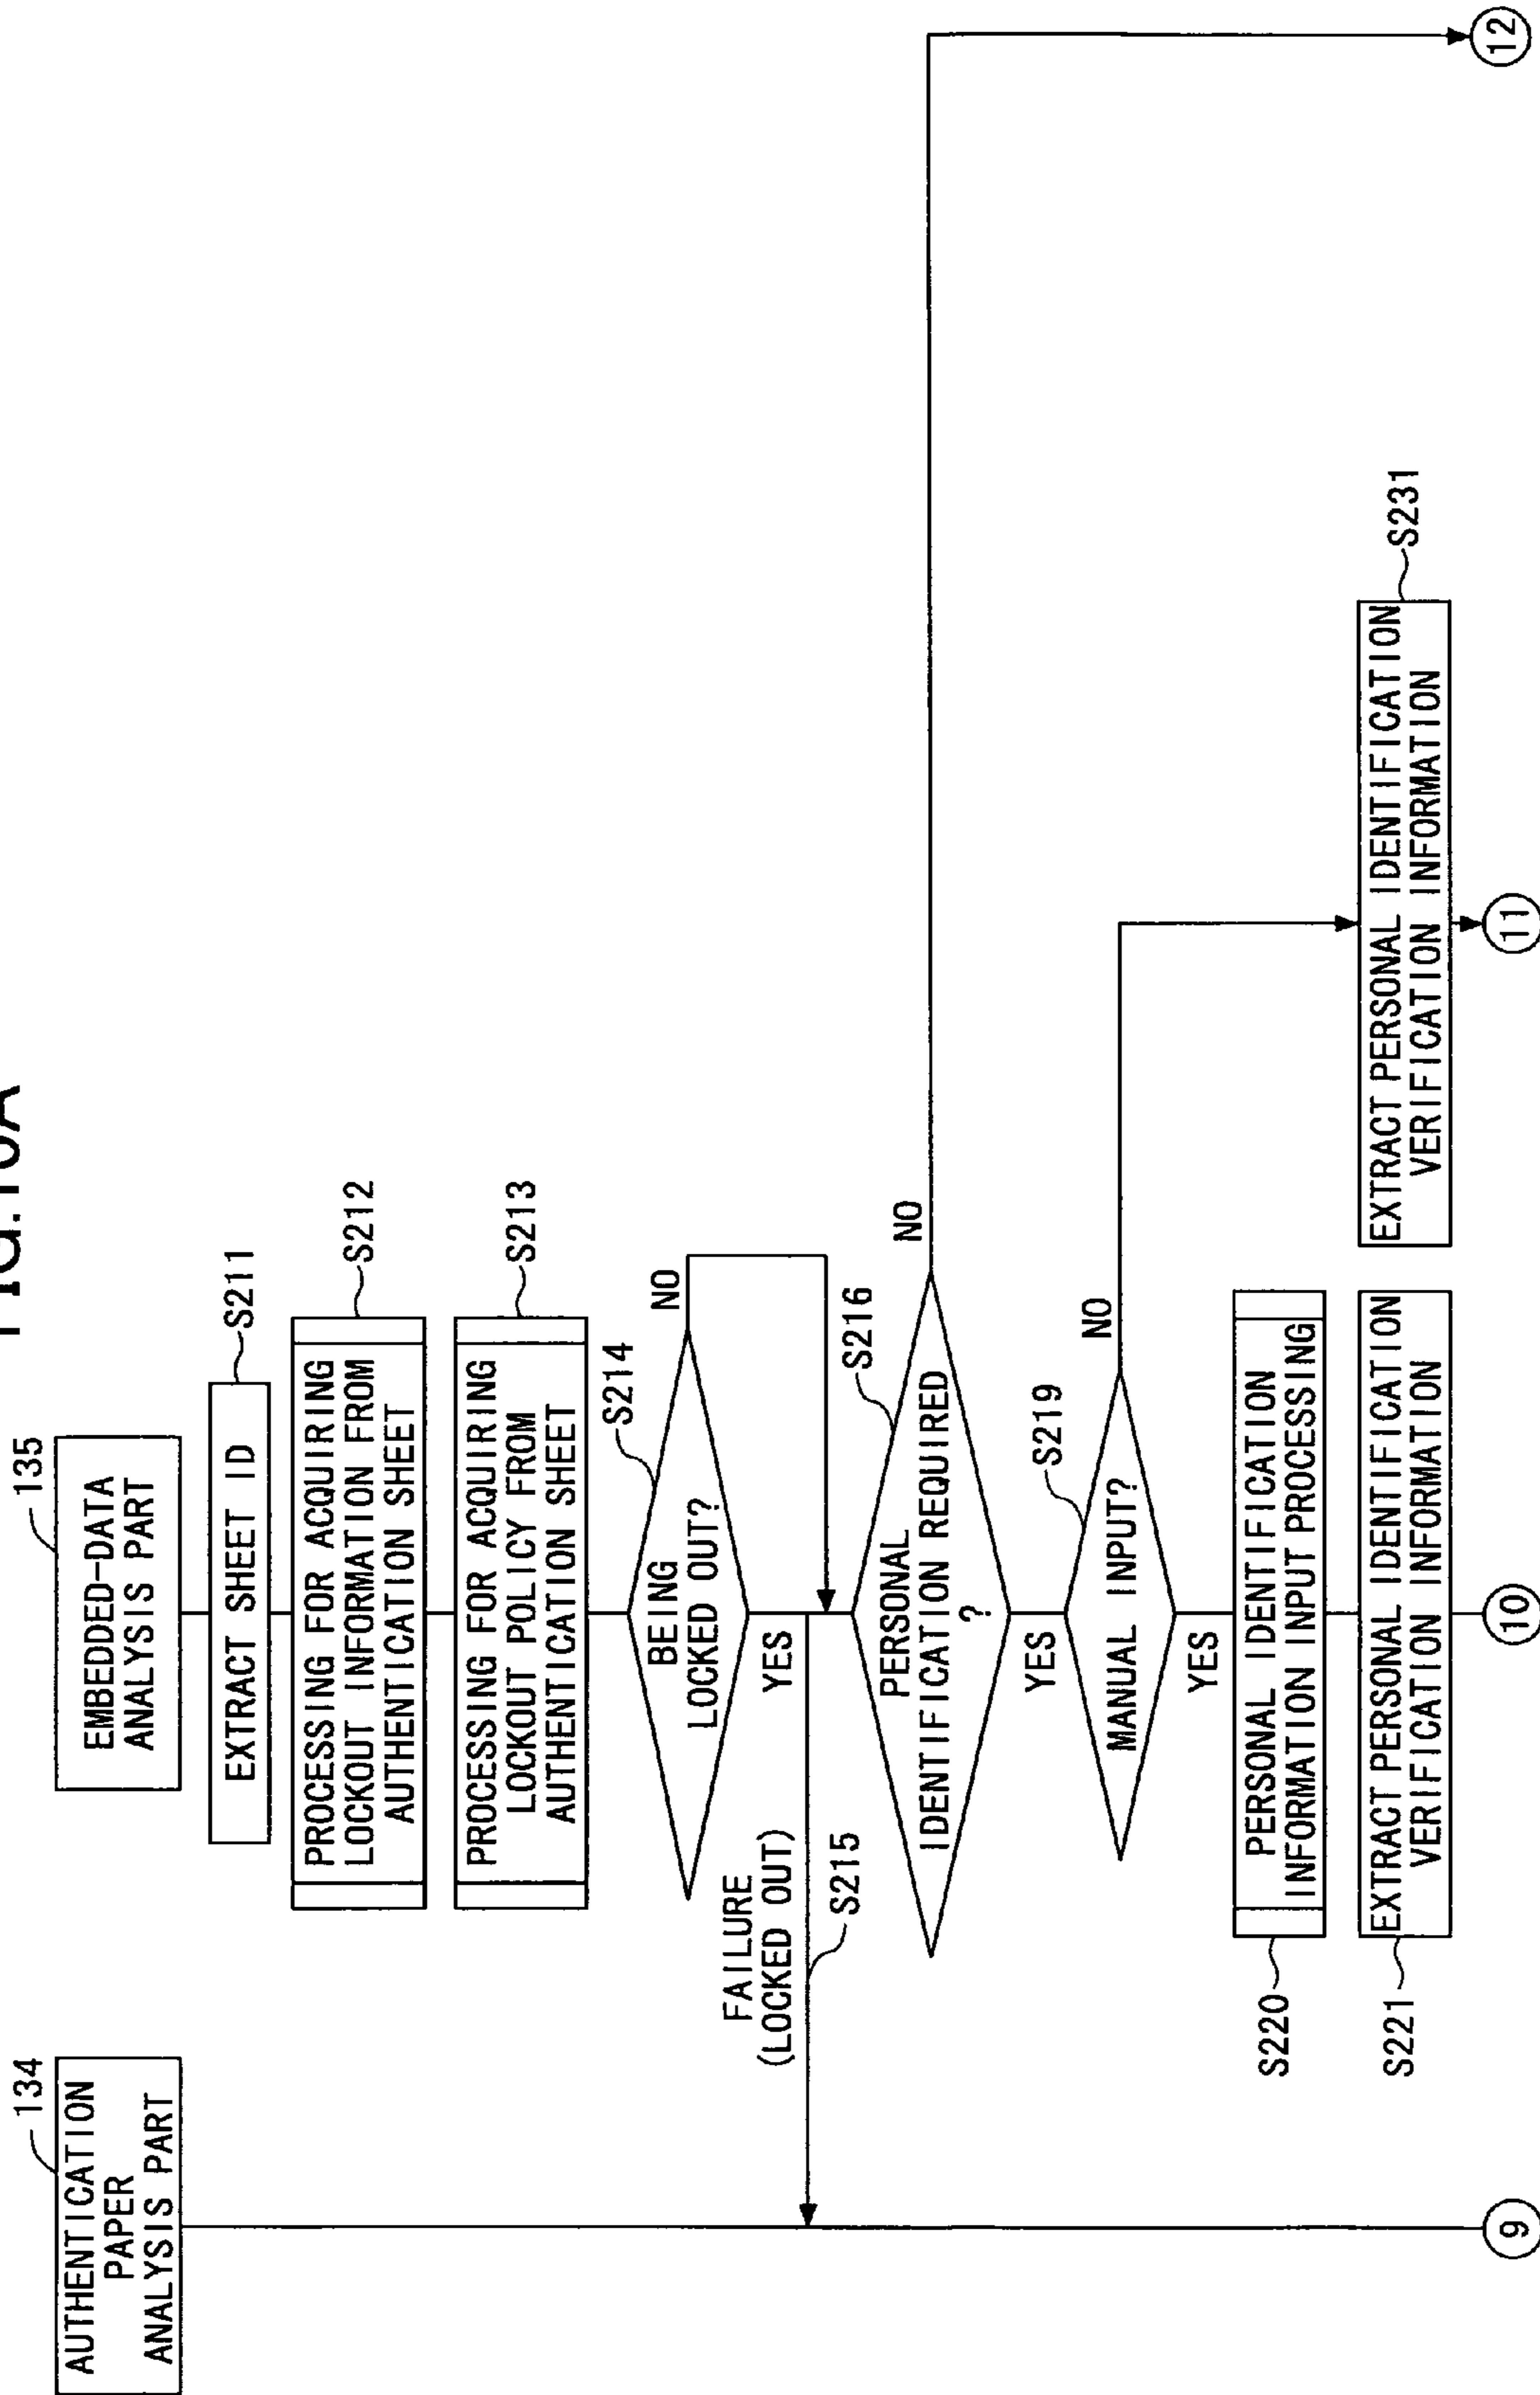 134
AUTHENTICATION
PAPER
ANALYSIS PART
135
EMBEDDED-DATA
ANALYSIS PART
EXTRACT SHEET ID
S211
PROCESSING FOR ACQUIRING
LOCKOUT INFORMATION FROM
AUTHENTICATION SHEET
S212
PROCESSING FOR ACQUIRING
LOCKOUT POLICY FROM
AUTHENTICATION SHEET
S213
BEING
LOCKED OUT?
S214
NO
YES
FAILURE
(LOCKED OUT)
S215
PERSONAL
IDENTIFICATION REQUIRED
?
S216
NO
YES
MANUAL INPUT?
S219
NO
YES
PERSONAL IDENTIFICATION
INFORMATION INPUT PROCESSING
S220
EXTRACT PERSONAL IDENTIFICATION
VERIFICATION INFORMATION
S221
EXTRACT PERSONAL IDENTIFICATION
VERIFICATION INFORMATION
S231
9
10
11
12